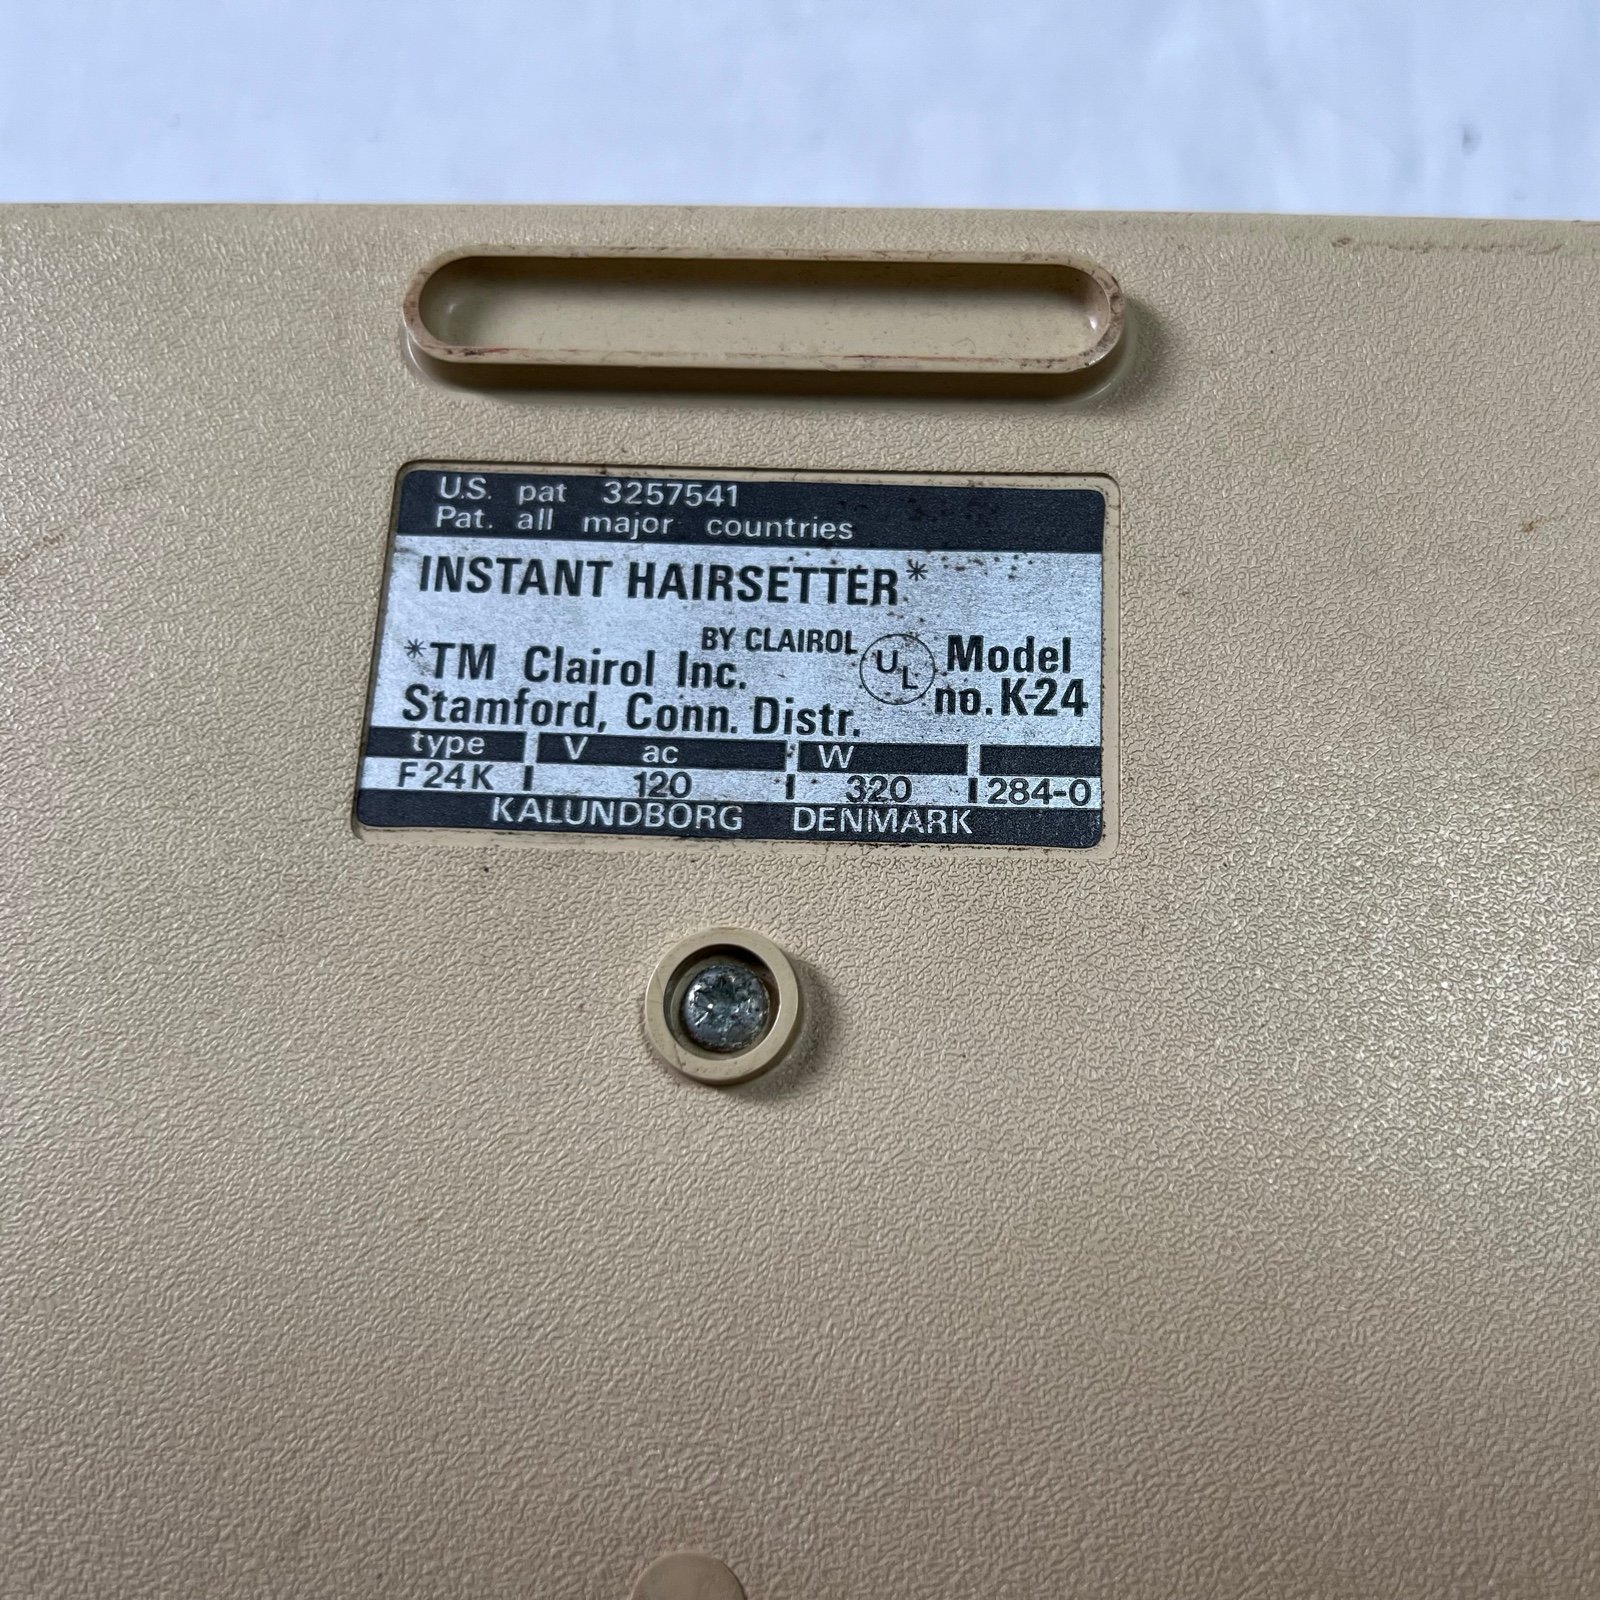 U.S. pat 3257541
Pat. all major countries
INSTANT HAIRSETTER*
BY CLAIROL
*TM Clairol Inc.
Stamford, Conn. Distr.
UL
Model
no. K-24
type V ac W
F24K 120 320 284-0
KALUNDBORG DENMARK